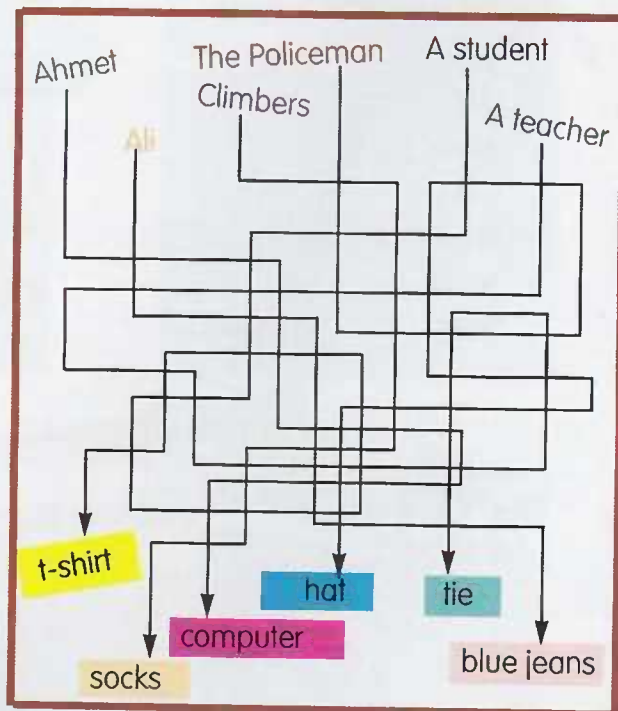 Ahmet
The Policeman
A student
Climbers
A teacher
Ali
t-shirt
hat
tie
computer
blue jeans
socks